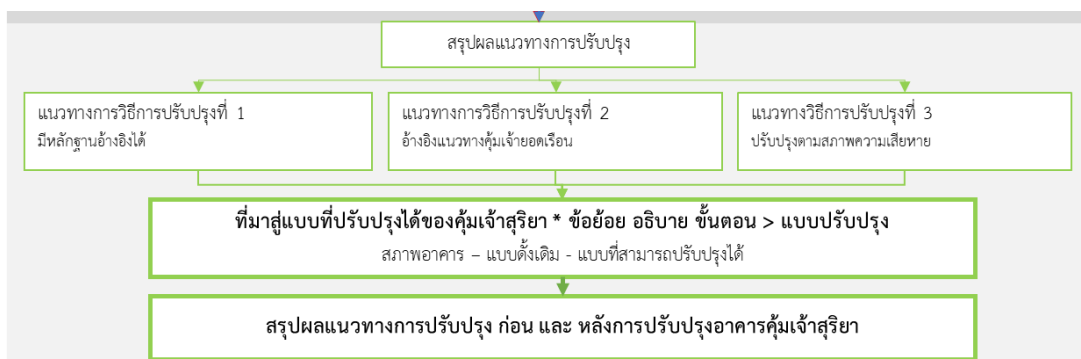 สรุปผลแนวทางการปรับปรุง
แนวทางการวิธีการปรับปรุงที่ 1
มีหลักฐานอ้างอิงได้
แนวทางการวิธีการปรับปรุงที่ 2
อ้างอิงแนวทางคุ้มเจ้ายอดเรือน
แนวทางวิธีการปรับปรุงที่ 3
ปรับปรุงตามสภาพความเสียหาย
ที่มาสู่แบบที่ปรับปรุงได้ของคุ้มเจ้าสุริยา * ข้อย้อย อธิบาย ขั้นตอน > แบบปรับปรุง
สภาพอาคาร – แบบดั้งเดิม - แบบที่สามารถปรับปรุงได้
สรุปผลแนวทางการปรับปรุง ก่อน และ หลังการปรับปรุงอาคารคุ้มเจ้าสุริยา